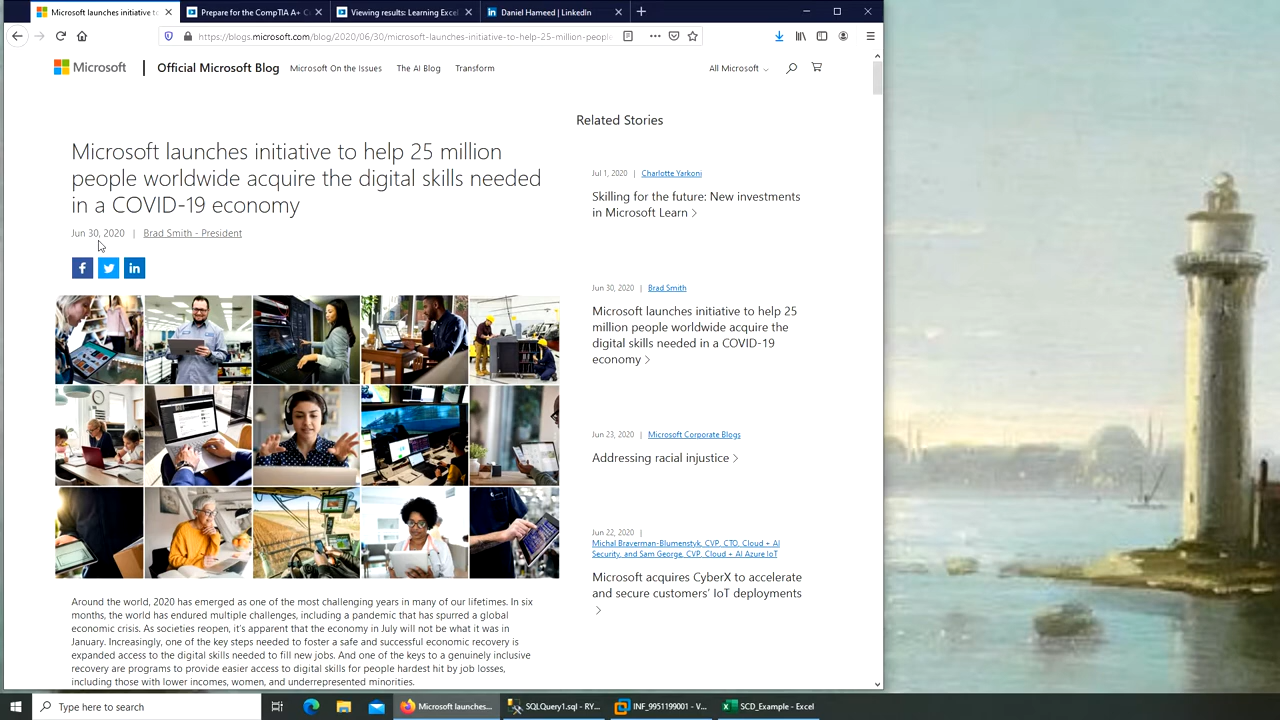 Microsoft launches initiative to
Prepare for the CompTIA A+ C
Viewing results: Learning Excel
Daniel Hameed | LinkedIn
https://blogs.microsoft.com/blog/2020/06/30/microsoft-launches-initiative-to-help-25-million-people
Microsoft
Official Microsoft Blog
Microsoft On the Issues
The AI Blog
Transform
All Microsoft
Related Stories
Microsoft launches initiative to help 25 million
people worldwide acquire the digital skills needed
in a COVID-19 economy
Jun 30, 2020 | Brad Smith - President
Jul 1, 2020 | Charlotte Yarkoni
Skilling for the future: New investments
in Microsoft Learn
Jun 30, 2020 | Brad Smith
Microsoft launches initiative to help 25
million people worldwide acquire the
digital skills needed in a COVID-19
economy
Jun 23, 2020 | Microsoft Corporate Blogs
Addressing racial injustice
Jun 22, 2020 |
Michal Braverman-Blumenstyk, CVP, CTO, Cloud + AI
Security, and Sam George, CVP, Cloud + AI Azure IoT
Microsoft acquires CyberX to accelerate
and secure customers' IoT deployments
Around the world, 2020 has emerged as one of the most challenging years in many of our lifetimes. In six
months, the world has endured multiple challenges, including a pandemic that has spurred a global
economic crisis. As societies reopen, it's apparent that the economy in July will not be what it was in
January. Increasingly, one of the key steps needed to foster a safe and successful economic recovery is
expanded access to the digital skills needed to fill new jobs. And one of the keys to a genuinely inclusive
recovery are programs to provide easier access to digital skills for people hardest hit by job losses,
including those with lower incomes, women, and underrepresented minorities.
Type here to search
Microsoft launches...
SQLQuery1.sql - RY...
INF_9951199001 - V...
SCD_Example - Excel